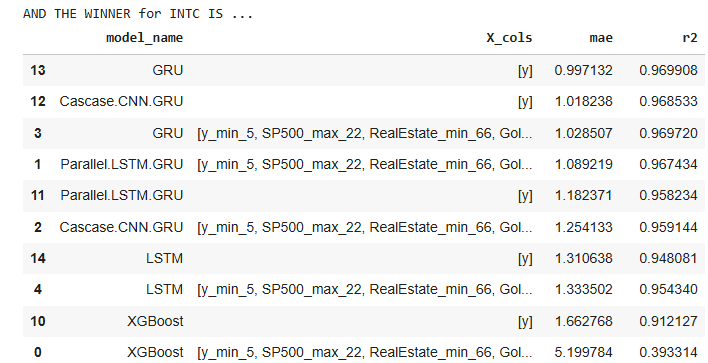 AND THE WINNER for INTC IS ...
model_name X_cols mae r2
13 GRU [y] 0.997132 0.969908
12 Cascase.CNN.GRU [y] 1.018238 0.968533
3 GRU [y_min_5, SP500_max_22, RealEstate_min_66, Gol... 1.028507 0.969720
1 Parallel.LSTM.GRU [y_min_5, SP500_max_22, RealEstate_min_66, Gol... 1.089219 0.967434
11 Parallel.LSTM.GRU [y] 1.182371 0.958234
2 Cascase.CNN.GRU [y_min_5, SP500_max_22, RealEstate_min_66, Gol... 1.254133 0.959144
14 LSTM [y] 1.310638 0.948081
4 LSTM [y_min_5, SP500_max_22, RealEstate_min_66, Gol... 1.333502 0.954340
10 XGBoost [y] 1.662768 0.912127
0 XGBoost [y_min_5, SP500_max_22, RealEstate_min_66, Gol... 5.199784 0.393314